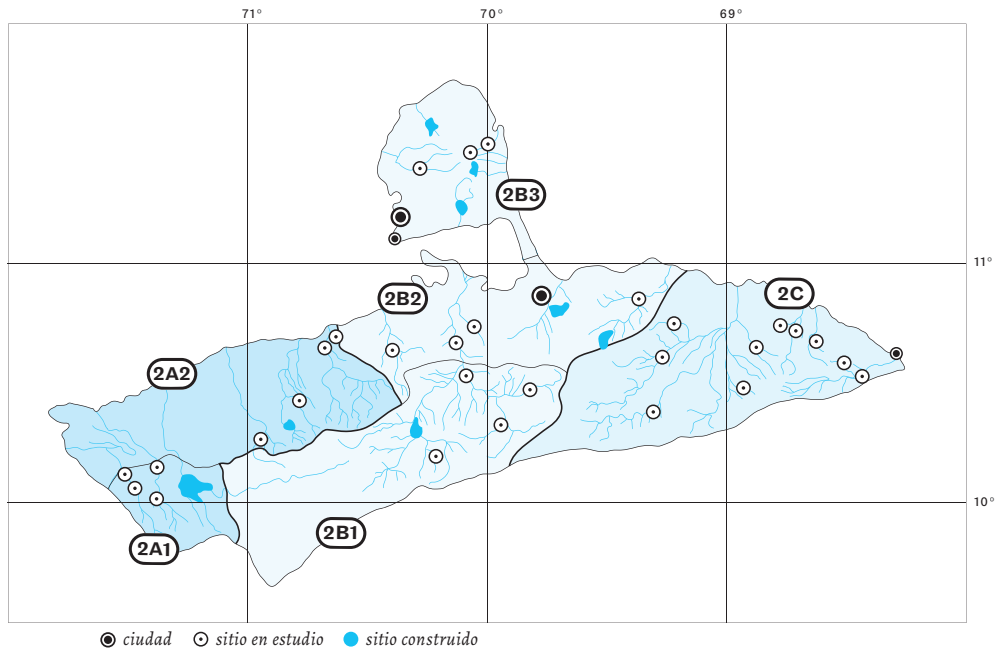 71°
70°
69°
2B3
11°
2B2
2C
2A2
10°
2B1
2A1
ciudad
sitio en estudio
sitio construido